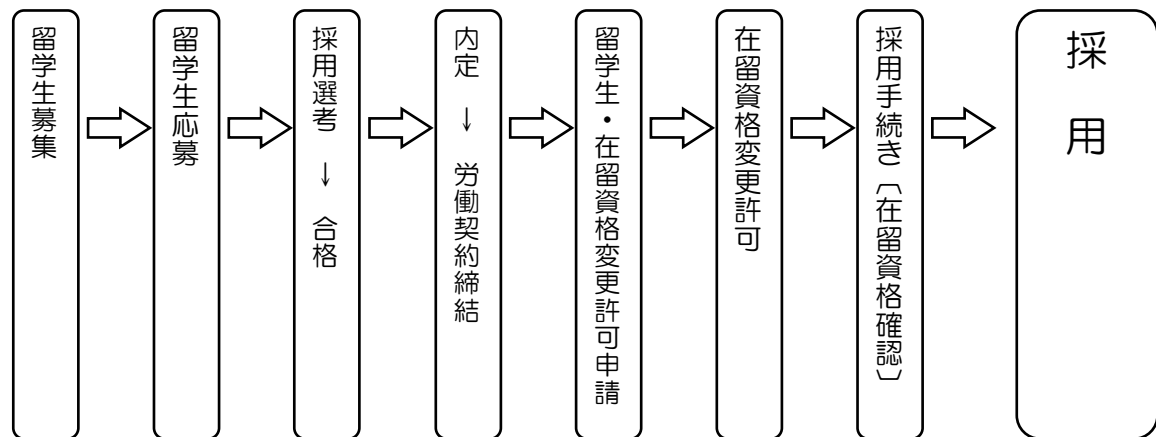 留学生募集
留学生応募
採用選考 → 合格
内定 → 労働契約締結
留学生・在留資格変更許可申請
在留資格変更許可
採用手続き〔在留資格確認〕
採用